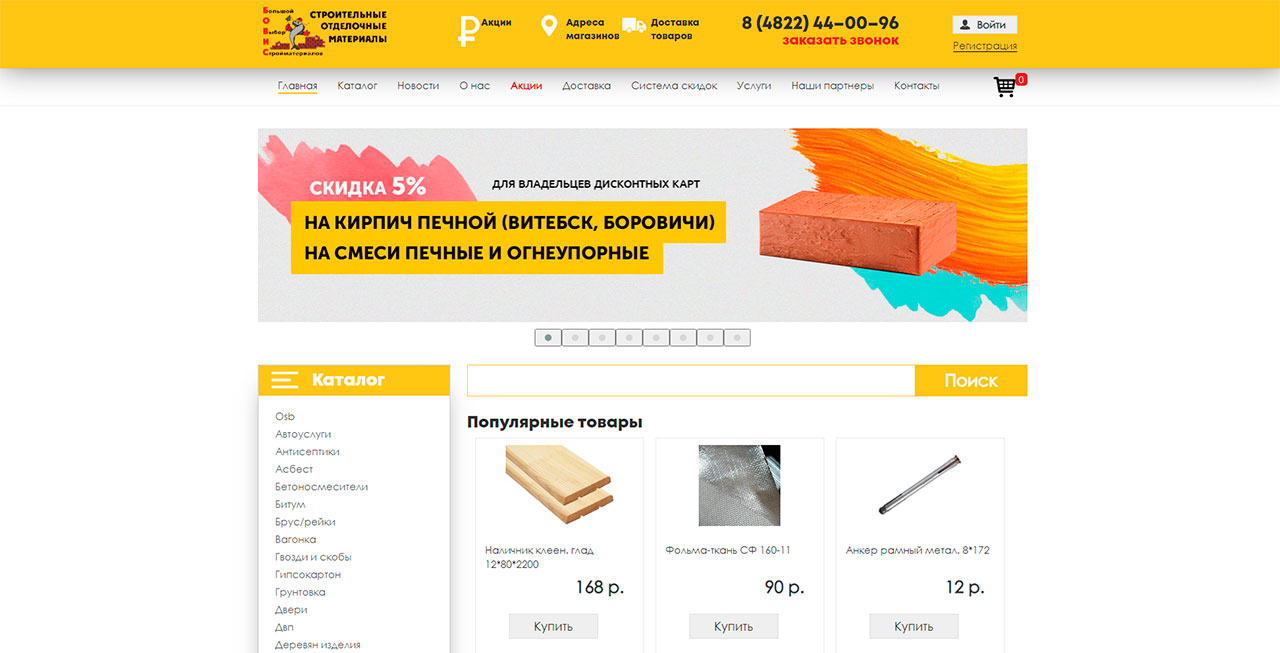 Большой
Выбор
Стройматериалов
СТРОИТЕЛЬНЫЕ
ОТДЕЛОЧНЫЕ
МАТЕРИАЛЫ
Акции
Адреса
магазинов
Доставка
товаров
8 (4822) 44-00-96
заказать звонок
Войти
Регистрация
Главная Каталог Новости О нас Акции Доставка Система скидок Услуги Наши партнеры Контакты
0
СКИДКА 5% ДЛЯ ВЛАДЕЛЬЦЕВ ДИСКОНТНЫХ КАРТ
НА КИРПИЧ ПЕЧНОЙ (ВИТЕБСК, БОРОВИЧИ)
НА СМЕСИ ПЕЧНЫЕ И ОГНЕУПОРНЫЕ
Каталог
Osb
Автоуслуги
Антисептики
Асбест
Бетоносмесители
Битум
Брус/рейки
Вагонка
Гвозди и скобы
Гипсокартон
Грунтовка
Двери
Двп
Деревян изделия
Поиск
Популярные товары
Наличник клеен. глад
12*80*2200
168 р.
Купить
Фольма-ткань СФ 160-11
90 р.
Купить
Анкер рамный метал. 8*172
12 р.
Купить